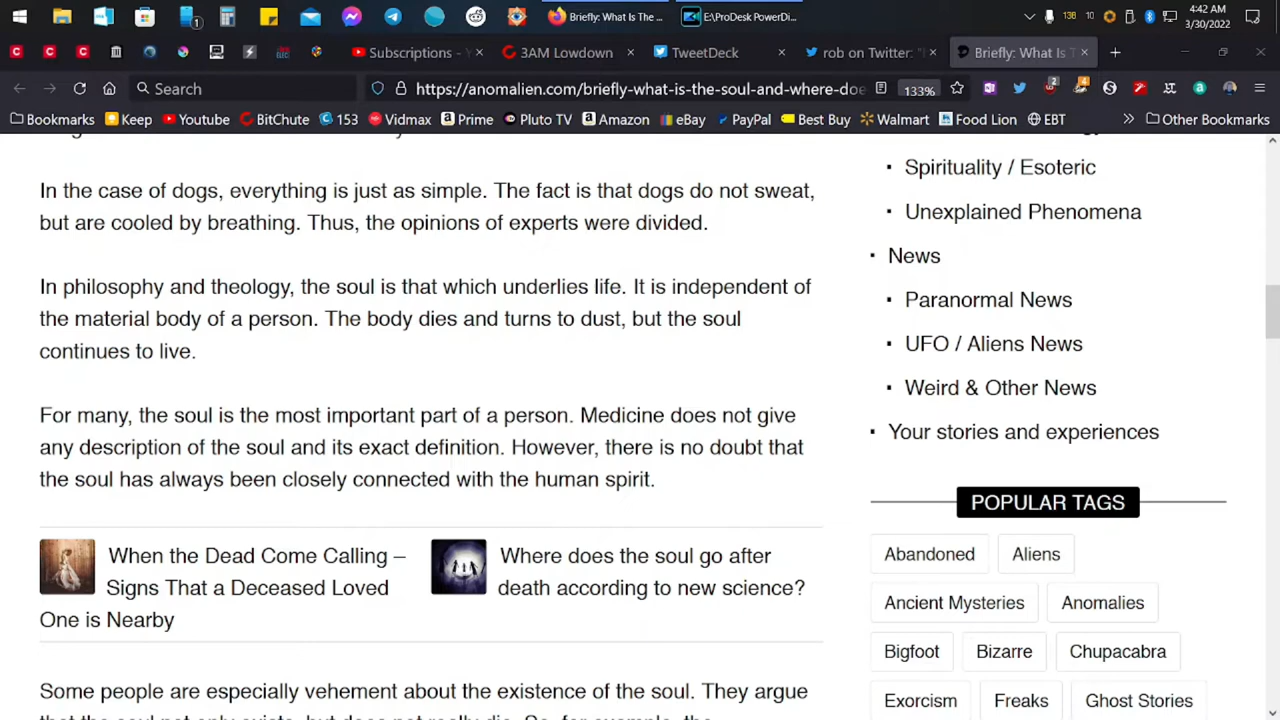 Briefly: What Is The ...
E:\ProDesk PowerDi...
138
10
4:42 AM
3/30/2022
1
Subscriptions - Y
3AM Lowdown
TweetDeck
rob on Twitter: "I
Briefly: What Is T
Search
https://anomalien.com/briefly-what-is-the-soul-and-where-doe
133%
2
4
Bookmarks
Keep
Youtube
BitChute
153
Vidmax
Prime
Pluto TV
Amazon
eBay
PayPal
Best Buy
Walmart
Food Lion
EBT
Other Bookmarks
In the case of dogs, everything is just as simple. The fact is that dogs do not sweat,
but are cooled by breathing. Thus, the opinions of experts were divided.
In philosophy and theology, the soul is that which underlies life. It is independent of
the material body of a person. The body dies and turns to dust, but the soul
continues to live.
For many, the soul is the most important part of a person. Medicine does not give
any description of the soul and its exact definition. However, there is no doubt that
the soul has always been closely connected with the human spirit.
When the Dead Come Calling –
Signs That a Deceased Loved
One is Nearby
Where does the soul go after
death according to new science?
Some people are especially vehement about the existence of the soul. They argue
Spirituality / Esoteric
Unexplained Phenomena
News
Paranormal News
UFO / Aliens News
Weird & Other News
Your stories and experiences
POPULAR TAGS
Abandoned
Aliens
Ancient Mysteries
Anomalies
Bigfoot
Bizarre
Chupacabra
Exorcism
Freaks
Ghost Stories